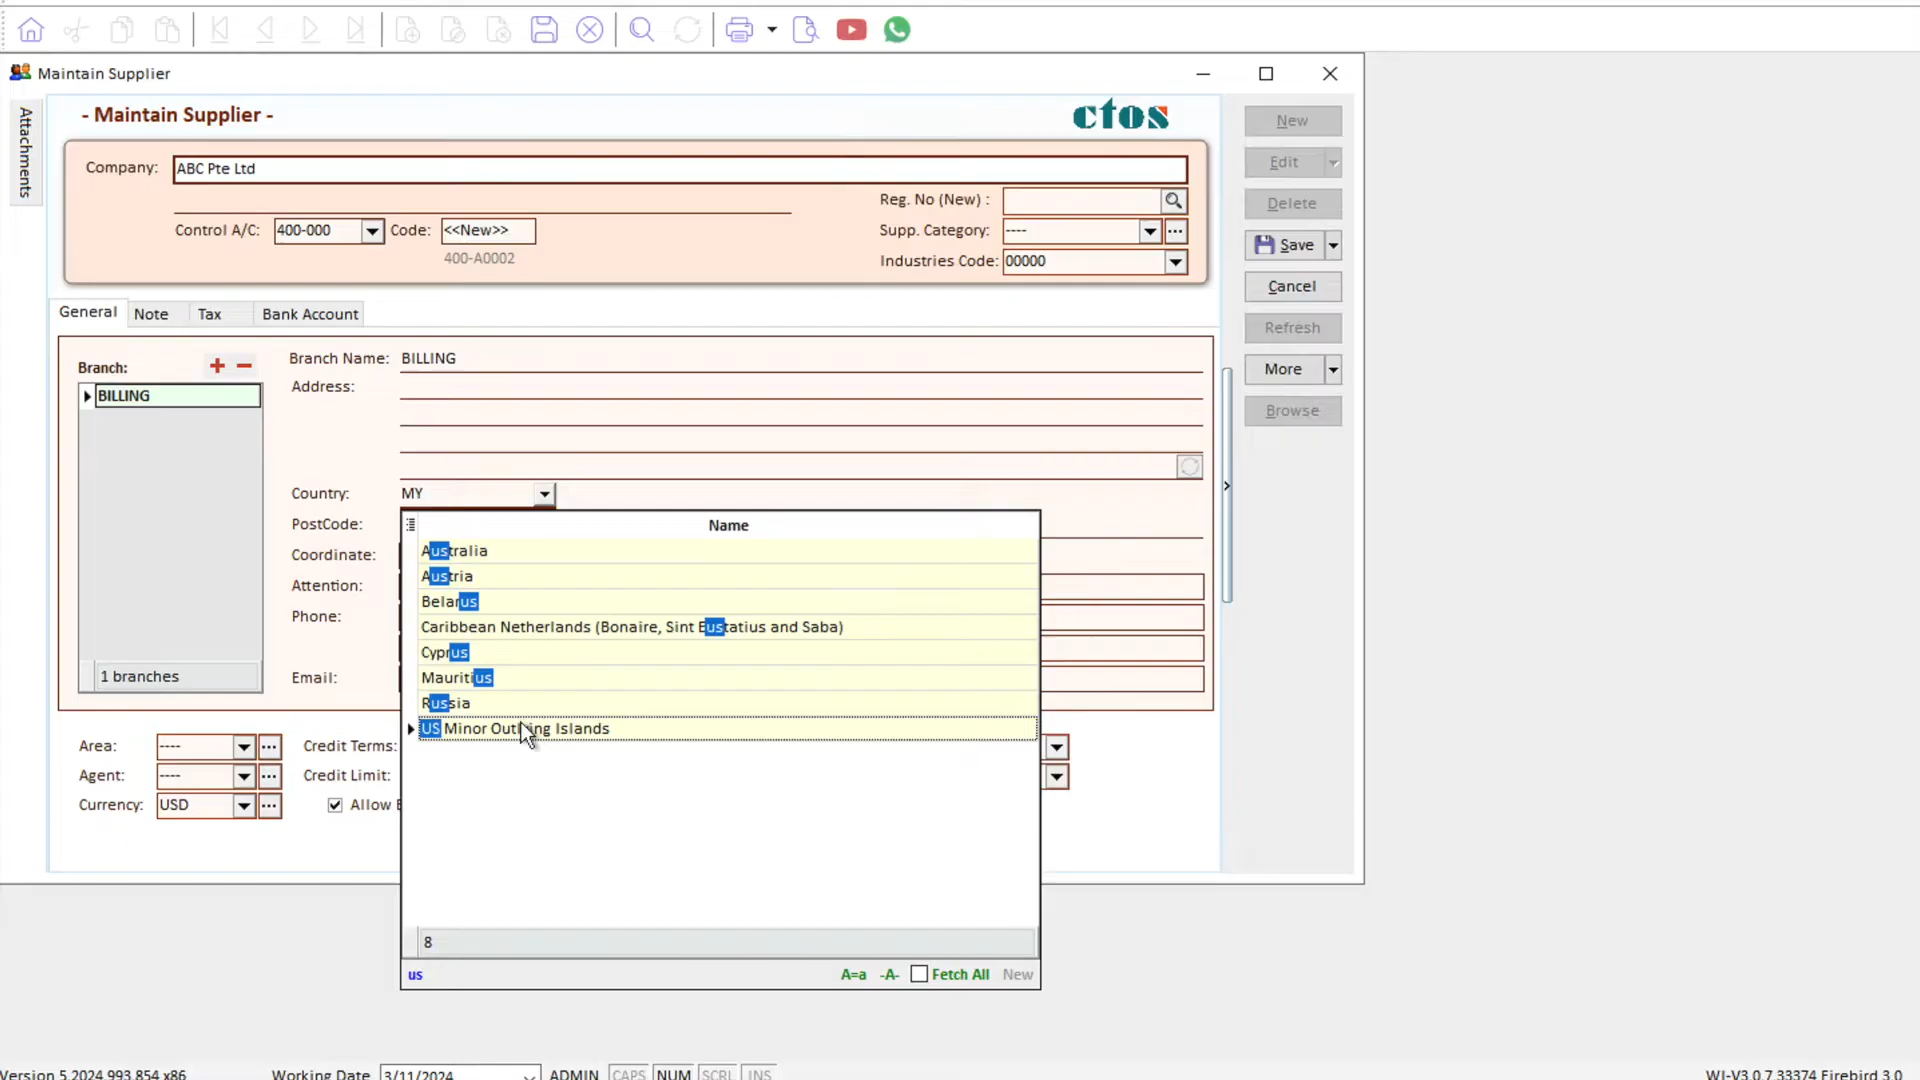 Maintain Supplier
Attachments
- Maintain Supplier -
ctos
Company: ABC Pte Ltd
Reg. No (New) :
Control A/C: 400-000 Code: <<New>>
Supp. Category: ----
400-A0002
Industries Code: 00000
General Note Tax Bank Account
Branch:
BILLING
1 branches
Branch Name: BILLING
Address:
Country: MY
PostCode:
Coordinate:
Attention:
Phone:
Email:
Name
Australia
Austria
Belarus
Caribbean Netherlands (Bonaire, Sint Eustatius and Saba)
Cyprus
Mauritius
Russia
US Minor Outlying Islands
8
us A=a -A- Fetch All New
Area: ---- Credit Terms:
Agent: ---- Credit Limit:
Currency: USD Allow
New
Edit
Delete
Save
Cancel
Refresh
More
Browse
Version 5.2024.993.854 x86 Working Date 3/11/2024 ADMIN CAPS NUM SCRL INS WI-V3.0.7.33374 Firebird 3.0